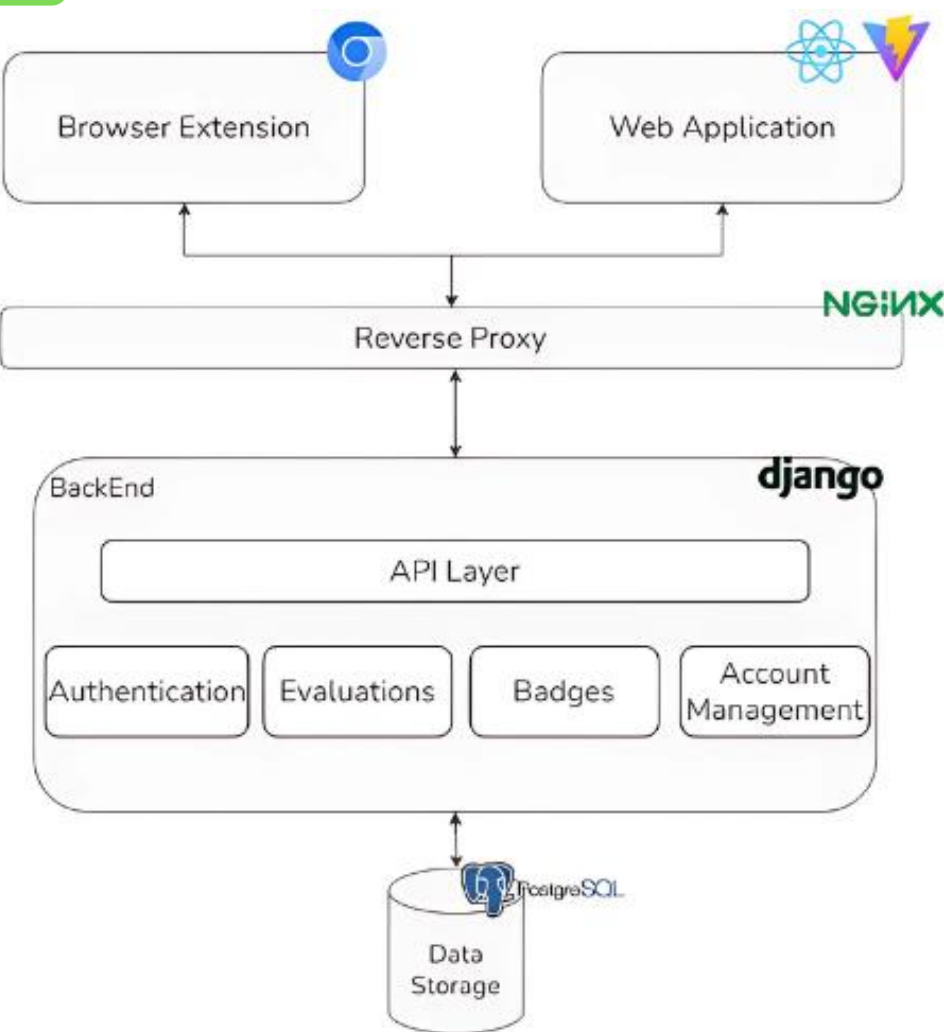 Browser Extension
Web Application
NGINX
Reverse Proxy
BackEnd
django
API Layer
Authentication
Evaluations
Badges
Account
Management
PostgreSQL
Data
Storage